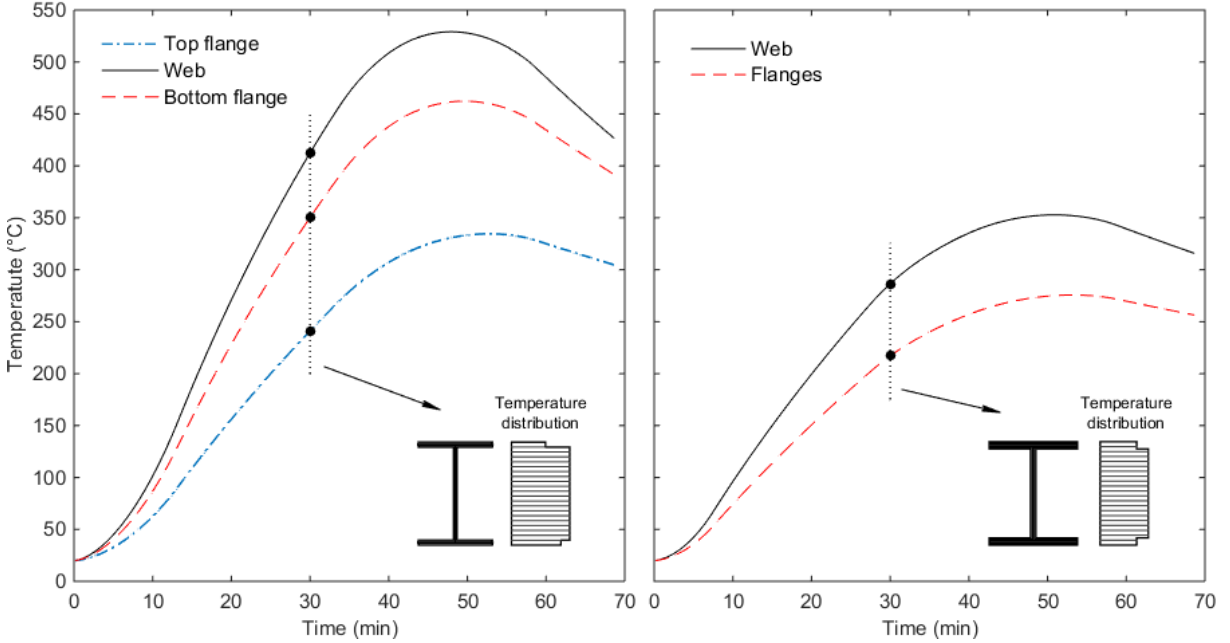 550
500
450
400
350
300
250
200
150
100
50
0
Temperatute (°C)
Top flange
Web
Bottom flange
Temperature
distribution
0 10 20 30 40 50 60 70
Time (min)
Web
Flanges
Temperature
distribution
0 10 20 30 40 50 60 70
Time (min)